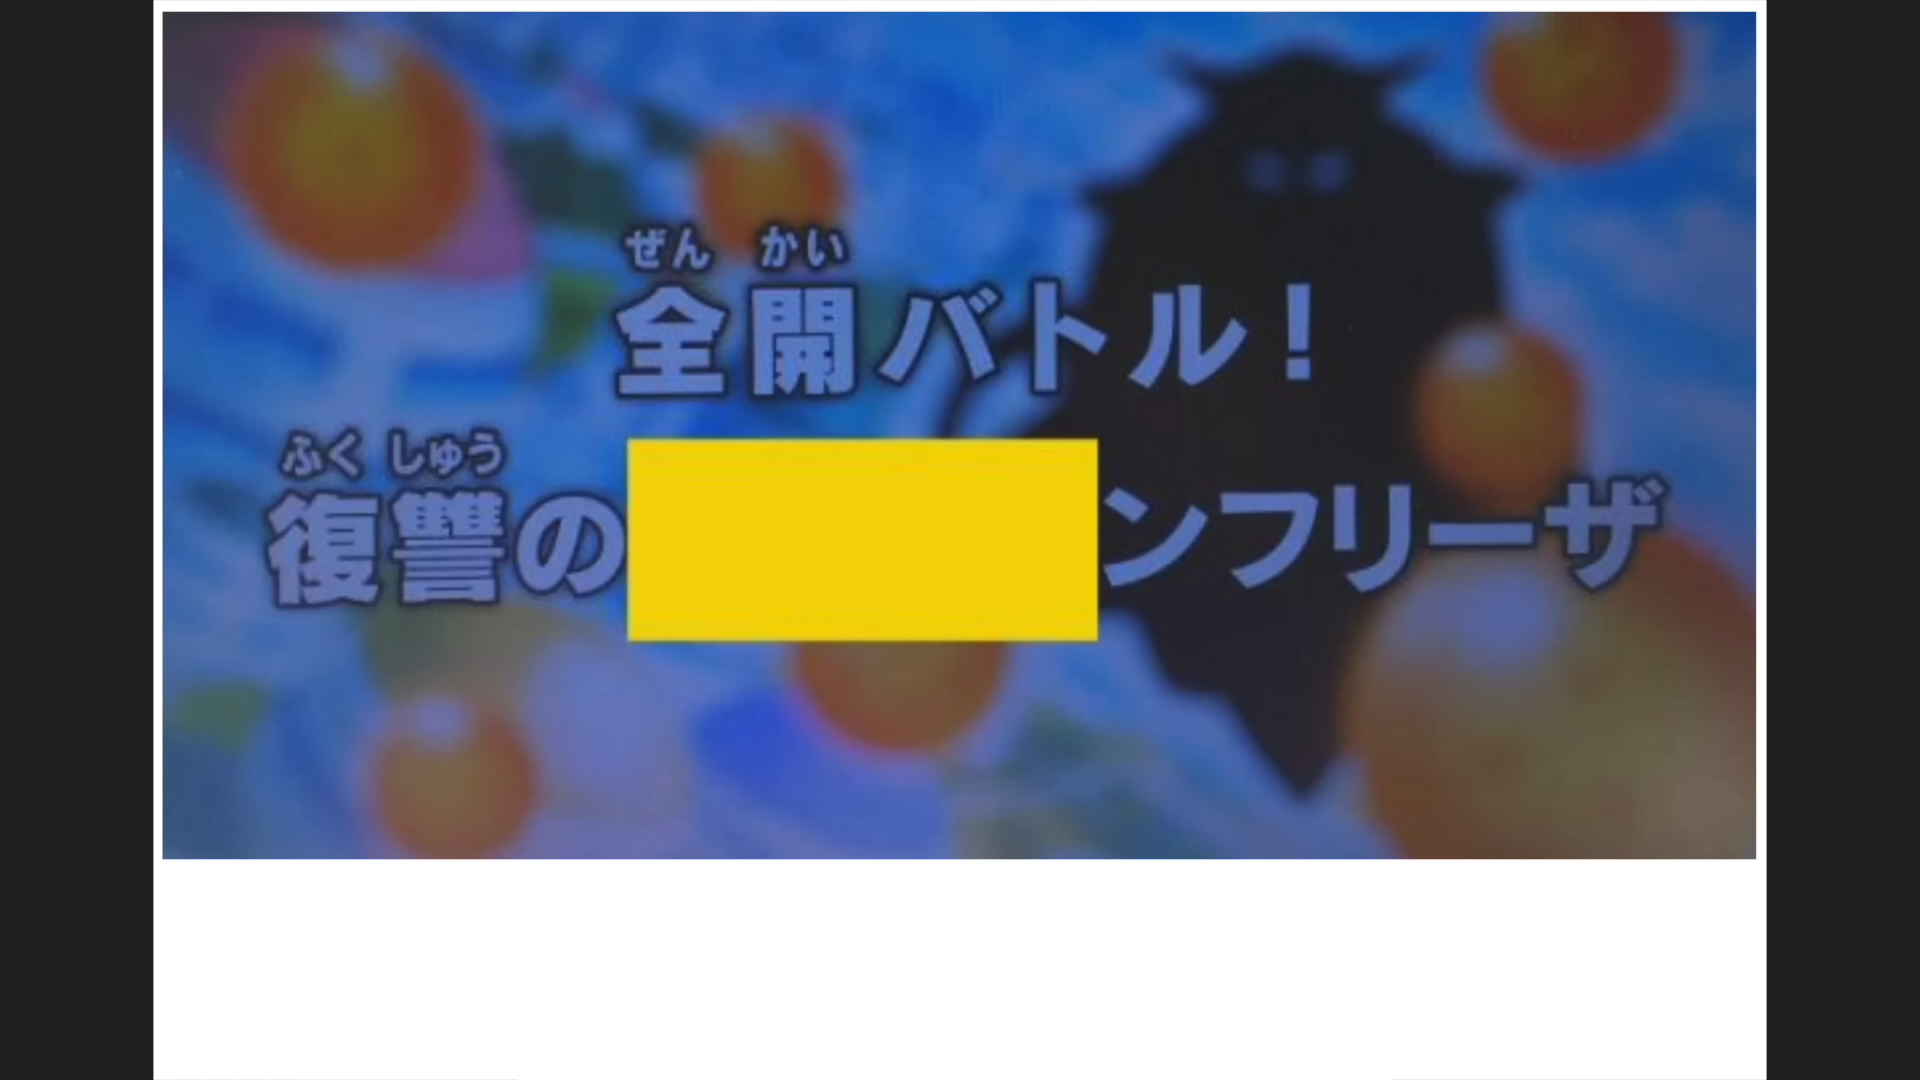 ぜん かい
全開バトル！
ふく しゅう
復讐の ンフリーザ